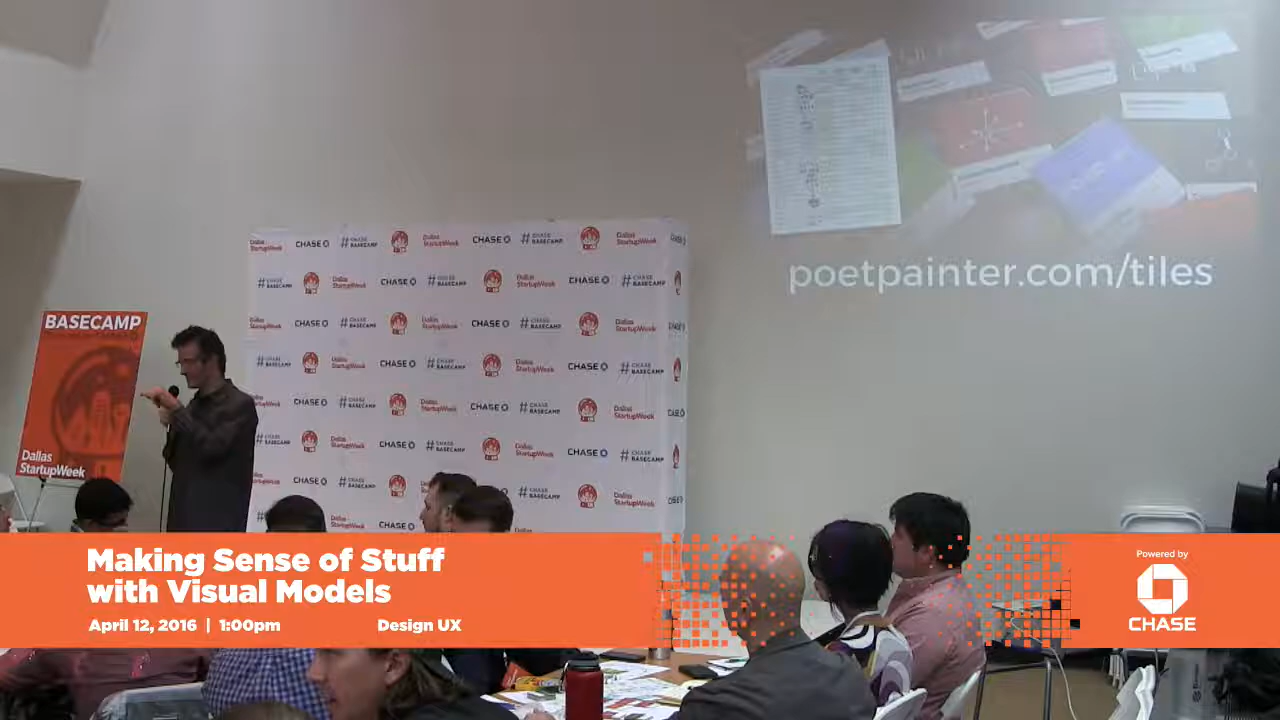 poetpainter.com/tiles
BASECAMP
Dallas
StartupWeek
Dallas
StartupWeek
CHASE
# CHASE
BASECAMP
Making Sense of Stuff
with Visual Models
April 12, 2016 | 1:00pm
Design UX
Powered by
CHASE